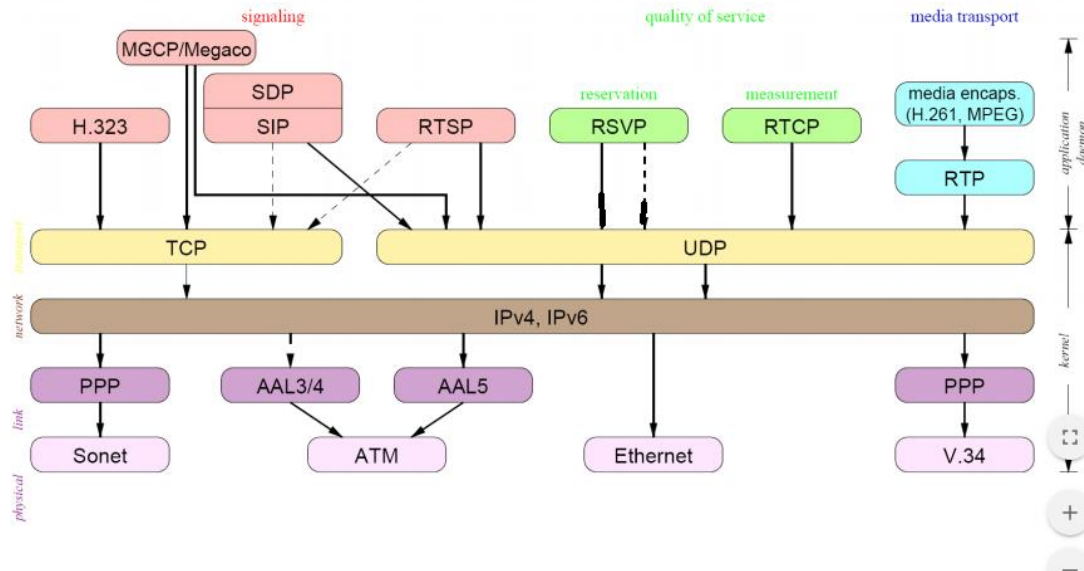 signaling
quality of service
media transport
MGCP/Megaco
SDP
SIP
H.323
RTSP
reservation
RSVP
measurement
RTCP
media encaps.
(H.261, MPEG)
RTP
application
daemon
transport
TCP
UDP
network
IPv4, IPv6
kernel
link
PPP
AAL3/4
AAL5
PPP
physical
Sonet
ATM
Ethernet
V.34